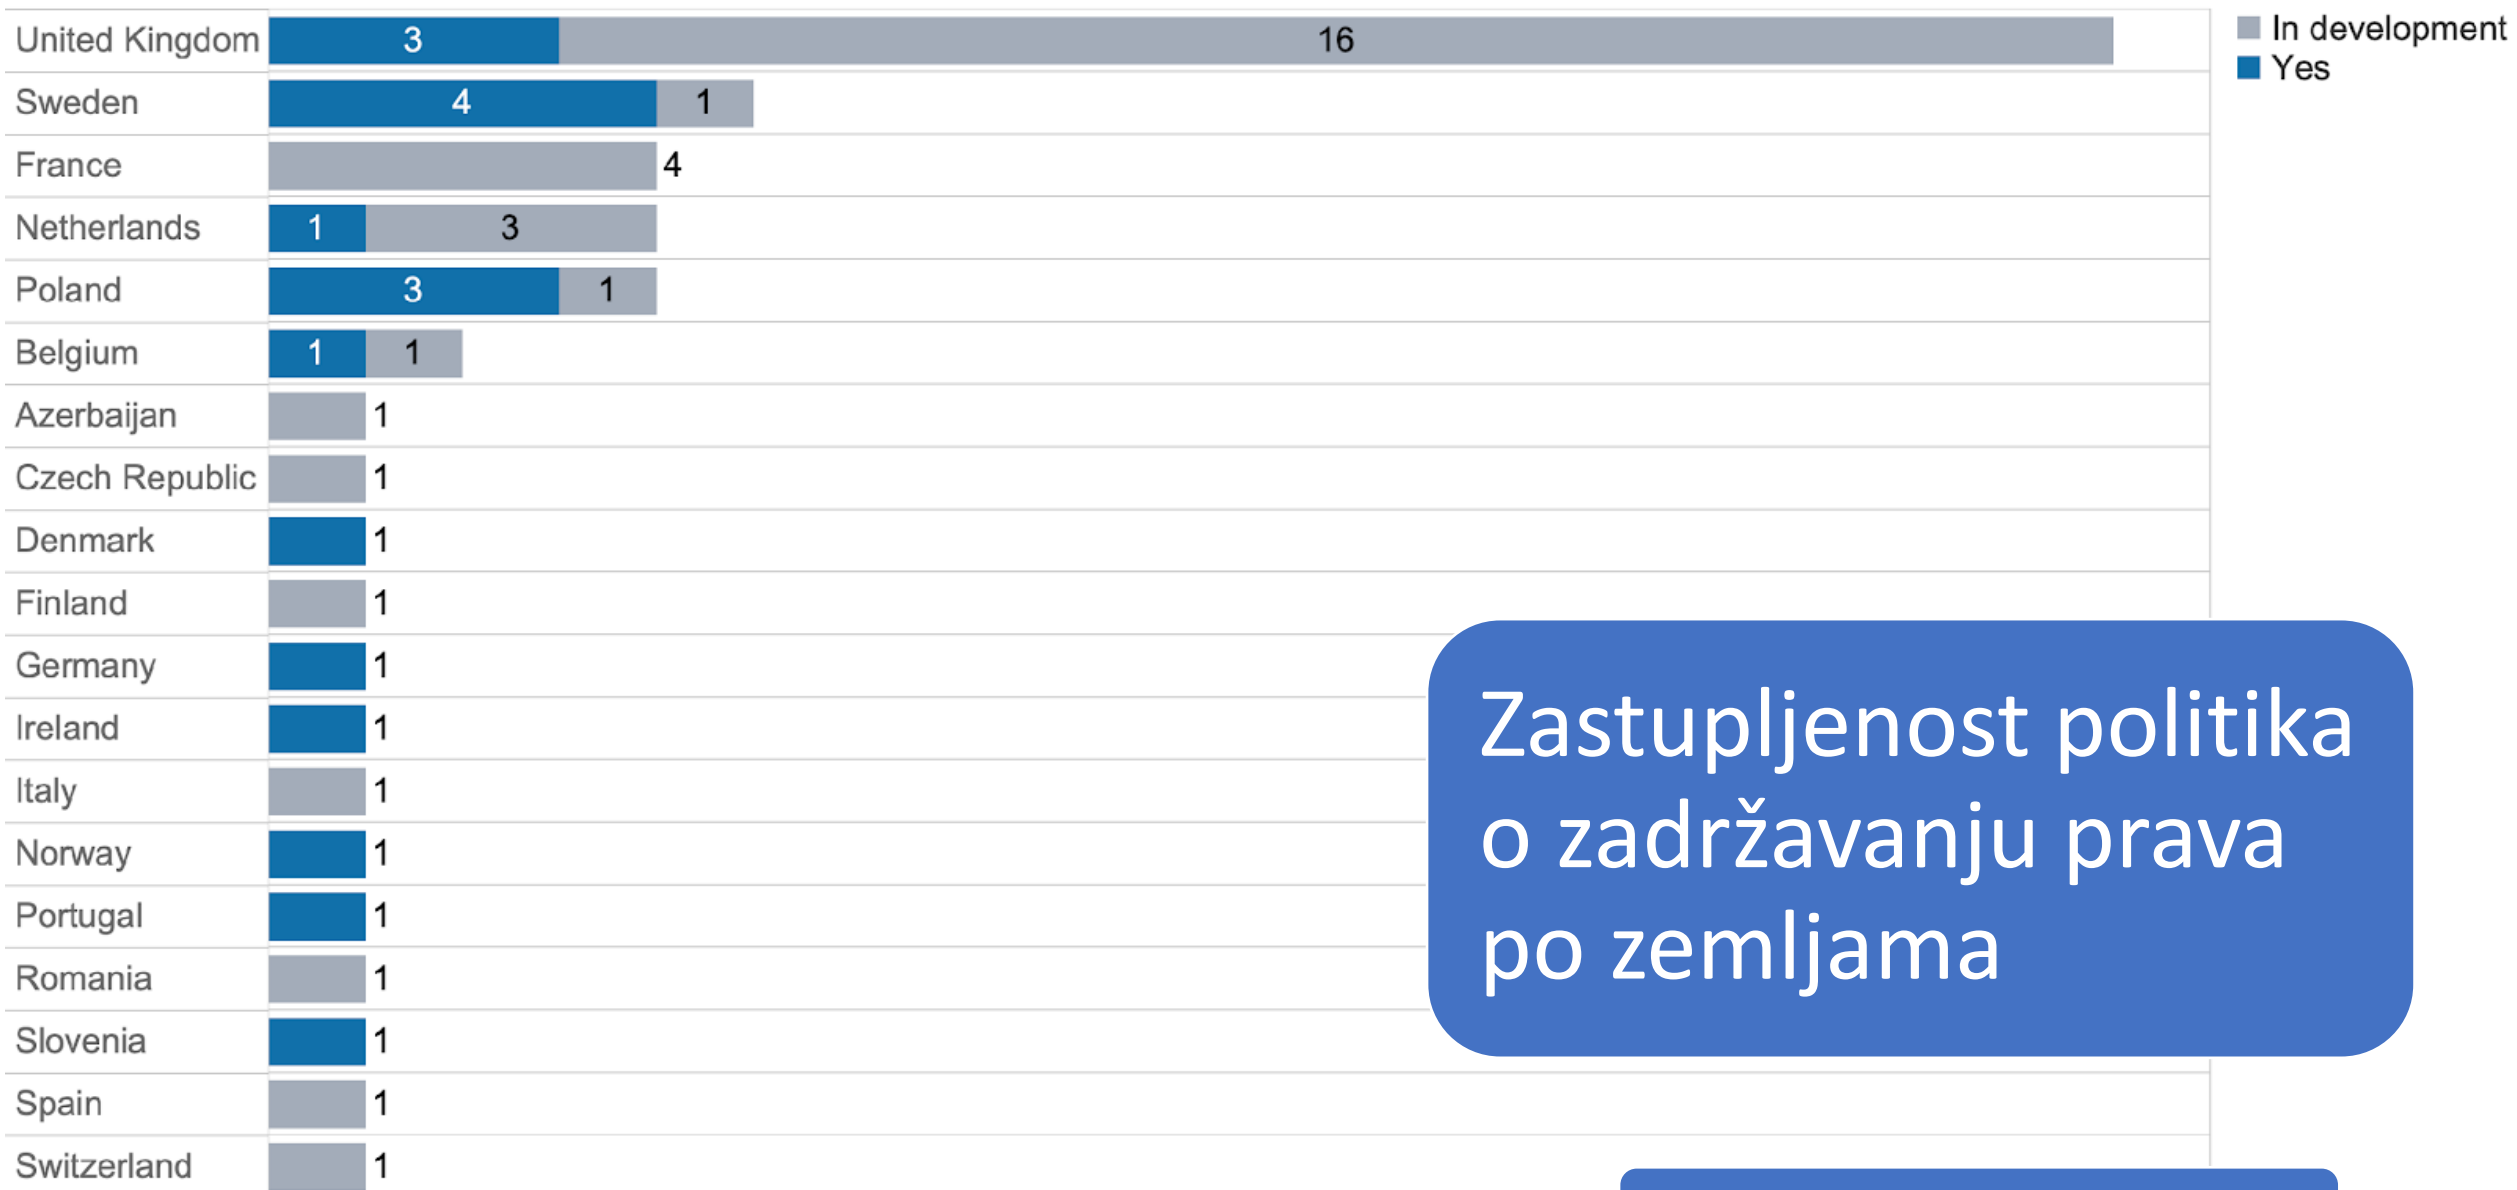 United Kingdom 3 16
In development
Yes
Sweden 4 1
France 4
Netherlands 1 3
Poland 3 1
Belgium 1 1
Azerbaijan 1
Czech Republic 1
Denmark 1
Finland 1
Germany 1
Ireland 1
Italy 1
Norway 1
Portugal 1
Romania 1
Slovenia 1
Spain 1
Switzerland 1
Zastupljenost politika
o zadržavanju prava
po zemljama